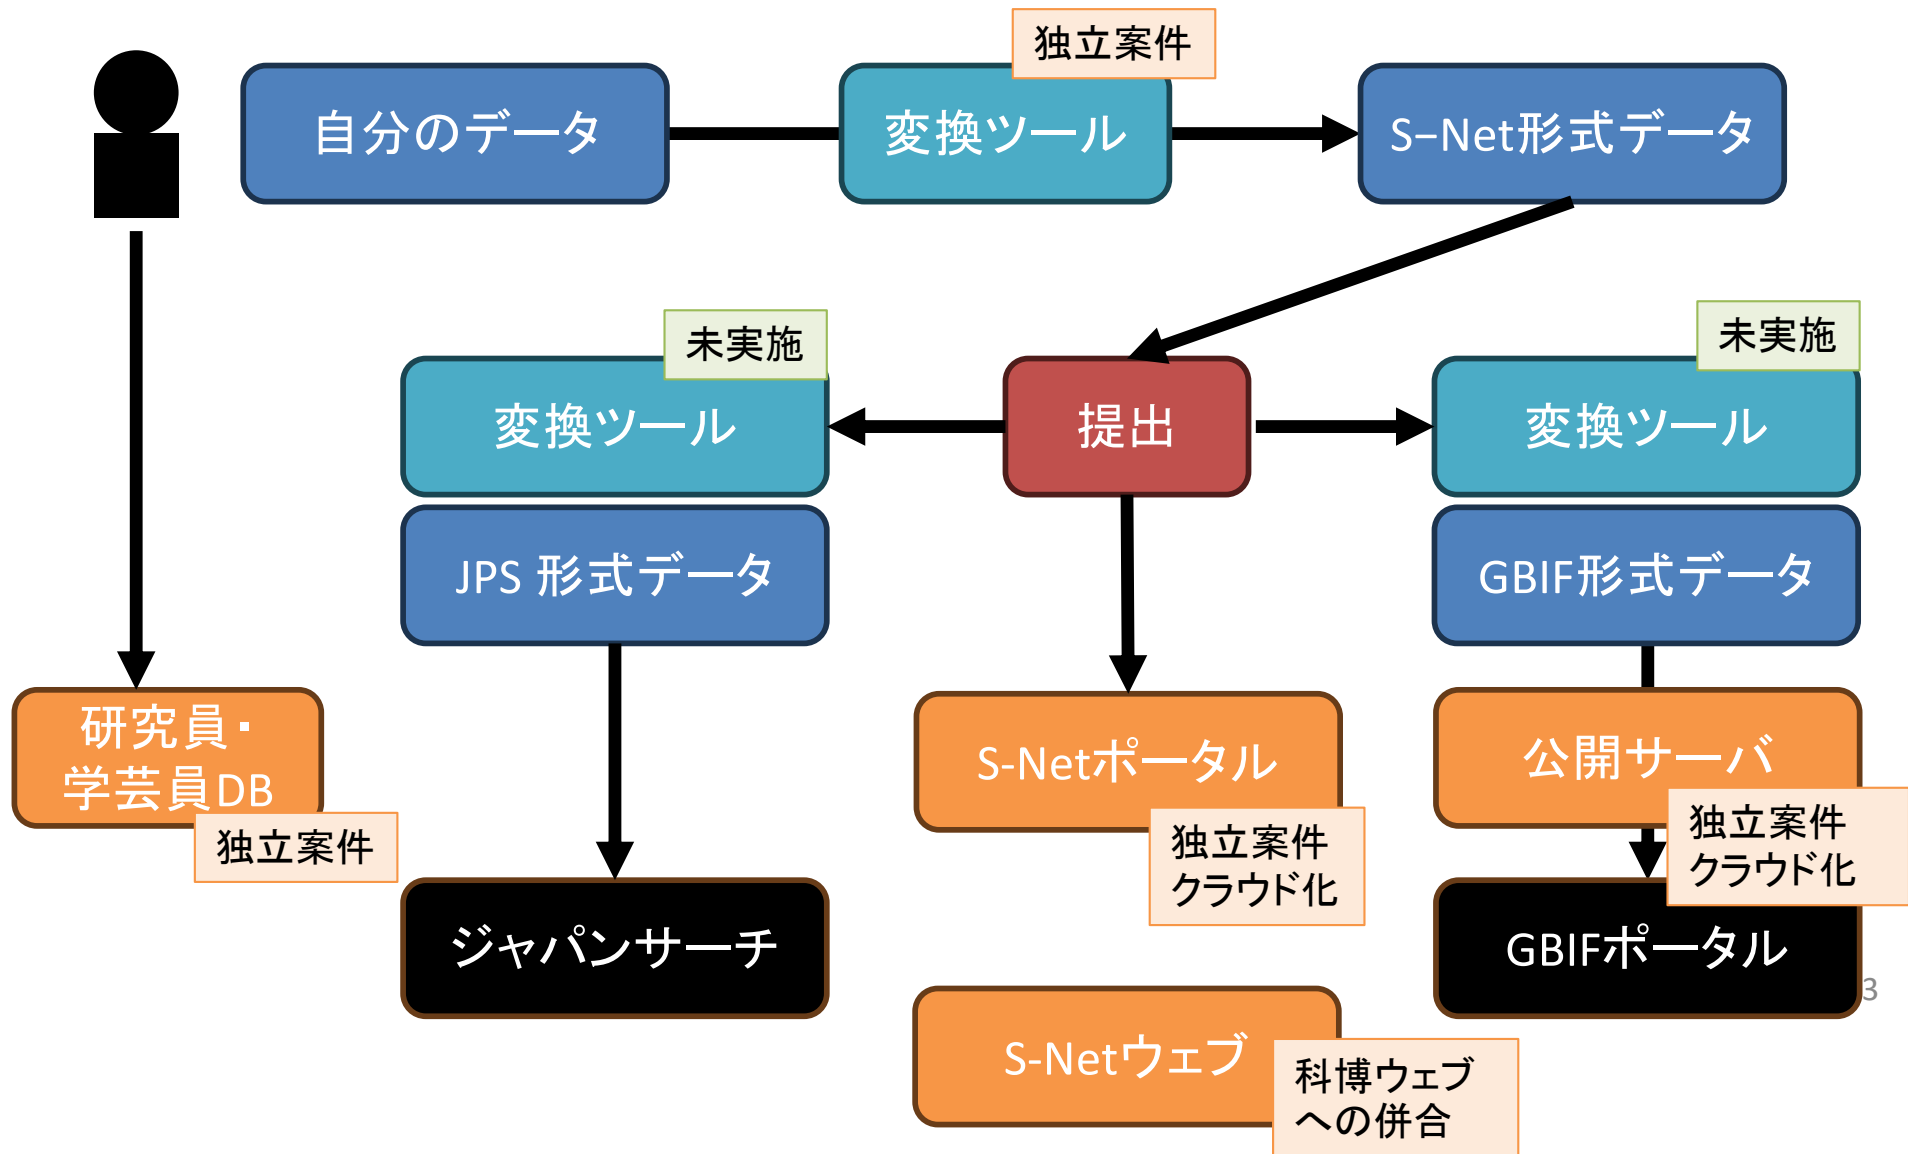 独立案件
自分のデータ
変換ツール
S-Net形式データ
未実施
未実施
変換ツール
提出
変換ツール
JPS 形式データ
GBIF形式データ
研究員・
学芸員DB
独立案件
S-Netポータル
独立案件
クラウド化
公開サーバ
独立案件
クラウド化
ジャパンサーチ
GBIFポータル
3
S-Netウェブ
科博ウェブ
への併合